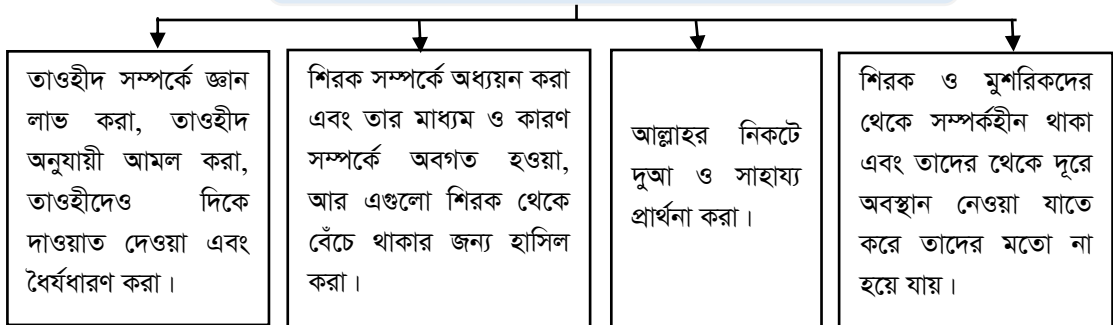 তাওহীদ সম্পর্কে জ্ঞান
লাভ করা, তাওহীদ
অনুযায়ী আমল করা,
তাওহীদেও দিকে
দাওয়াত দেওয়া এবং
ধৈর্যধারণ করা।
শিরক সম্পর্কে অধ্যয়ন করা
এবং তার মাধ্যম ও কারণ
সম্পর্কে অবগত হওয়া,
আর এগুলো শিরক থেকে
বেঁচে থাকার জন্য হাসিল
করা।
আল্লাহর নিকটে
দুআ ও সাহায্য
প্রার্থনা করা।
শিরক ও মুশরিকদের
থেকে সম্পর্কহীন থাকা
এবং তাদের থেকে দূরে
অবস্থান নেওয়া যাতে
করে তাদের মতো না
হয়ে যায়।